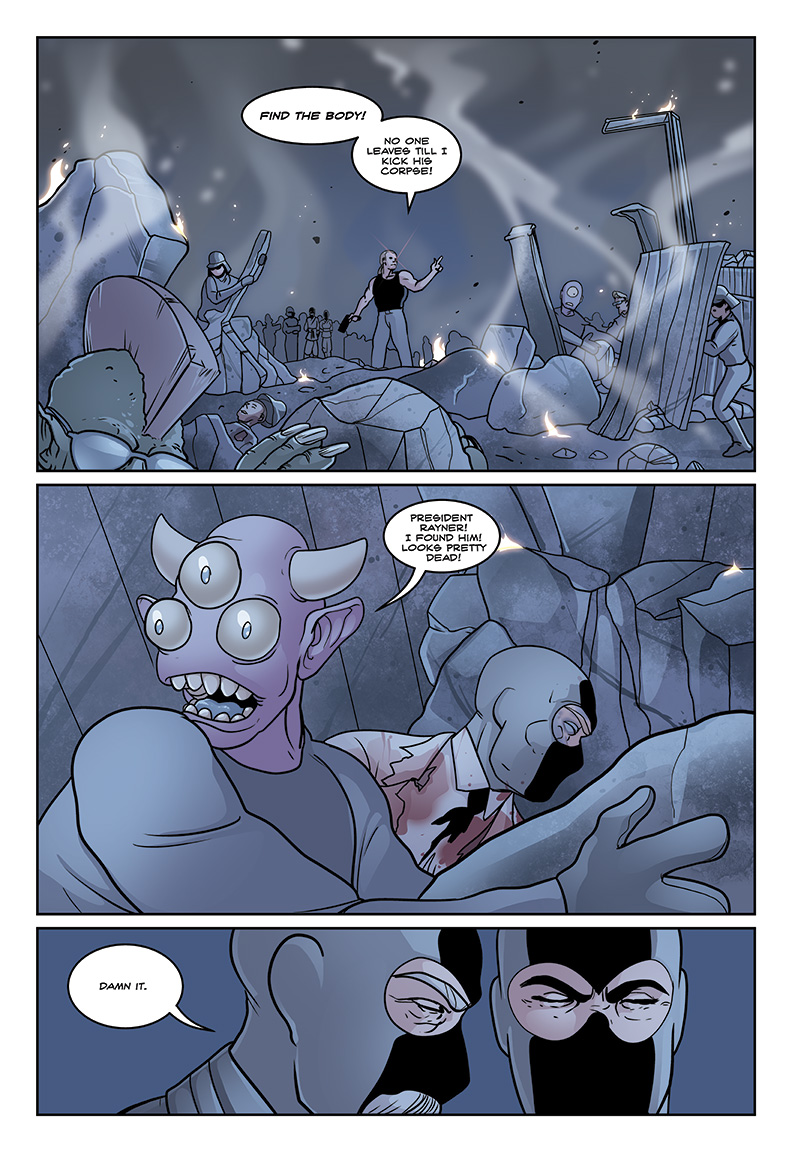 FIND THE BODY!
NO ONE
LEAVES TILL I
KICK HIS
CORPSE!
PRESIDENT
RAYNER!
I FOUND HIM!
LOOKS PRETTY
DEAD!
DAMN IT.